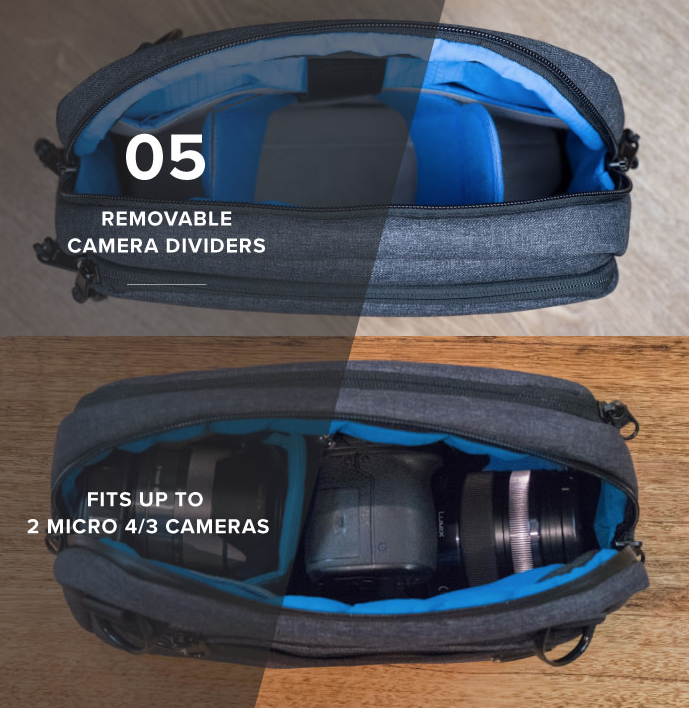 05
REMOVABLE
CAMERA DIVIDERS
FITS UP TO
2 MICRO 4/3 CAMERAS
LUMIX